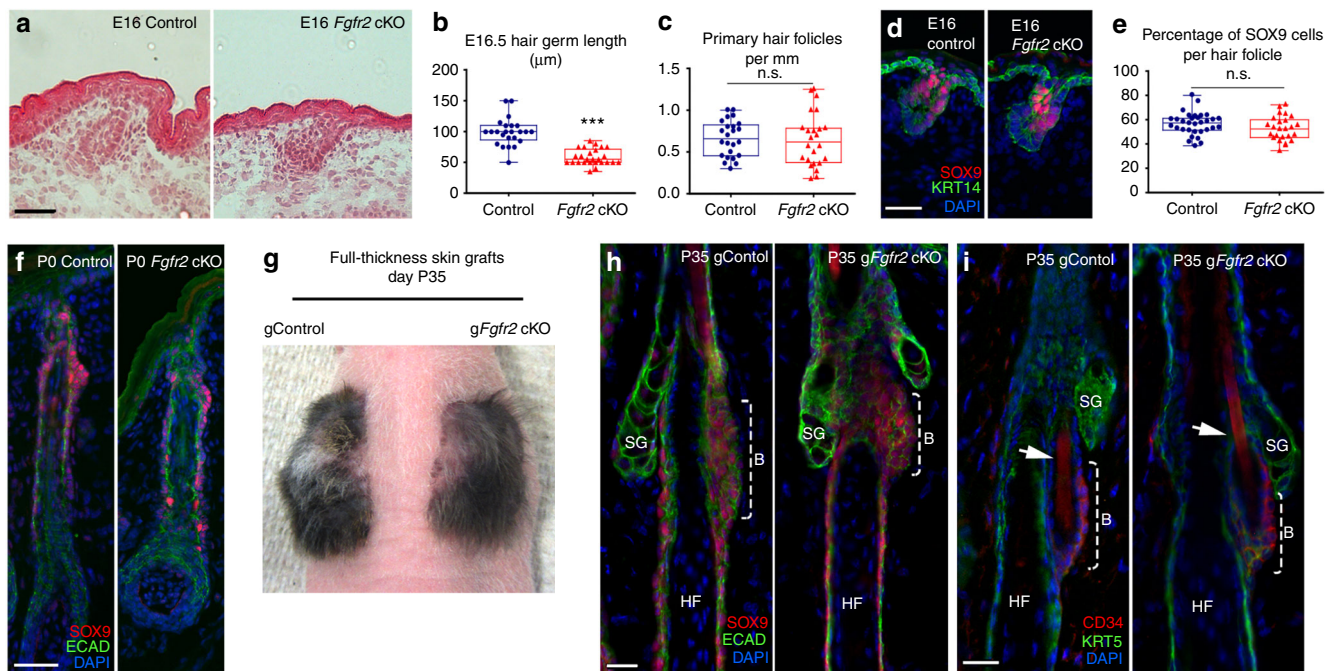 a
E16 Control
E16 Fgfr2 cKO
b
E16.5 hair germ length
(μm)
200
150
100
50
0
***
Control
Fgfr2 cKO
c
Primary hair folicles
per mm
n.s.
1.5
1.0
0.5
0.0
Control
Fgfr2 cKO
d
E16
control
E16
Fgfr2 cKO
SOX9
KRT14
DAPI
e
Percentage of SOX9 cells
per hair folicle
n.s.
100
80
60
40
20
0
Control
Fgfr2 cKO
f
P0 Control
P0 Fgfr2 cKO
SOX9
ECAD
DAPI
g
Full-thickness skin grafts
day P35
gControl
gFgfr2 cKO
h
P35 gControl
P35 gFgfr2 cKO
SG
SG
B
B
HF
HF
SOX9
ECAD
DAPI
i
P35 gContol
P35 gFgfr2 cKO
SG
SG
B
B
HF
HF
CD34
KRT5
DAPI